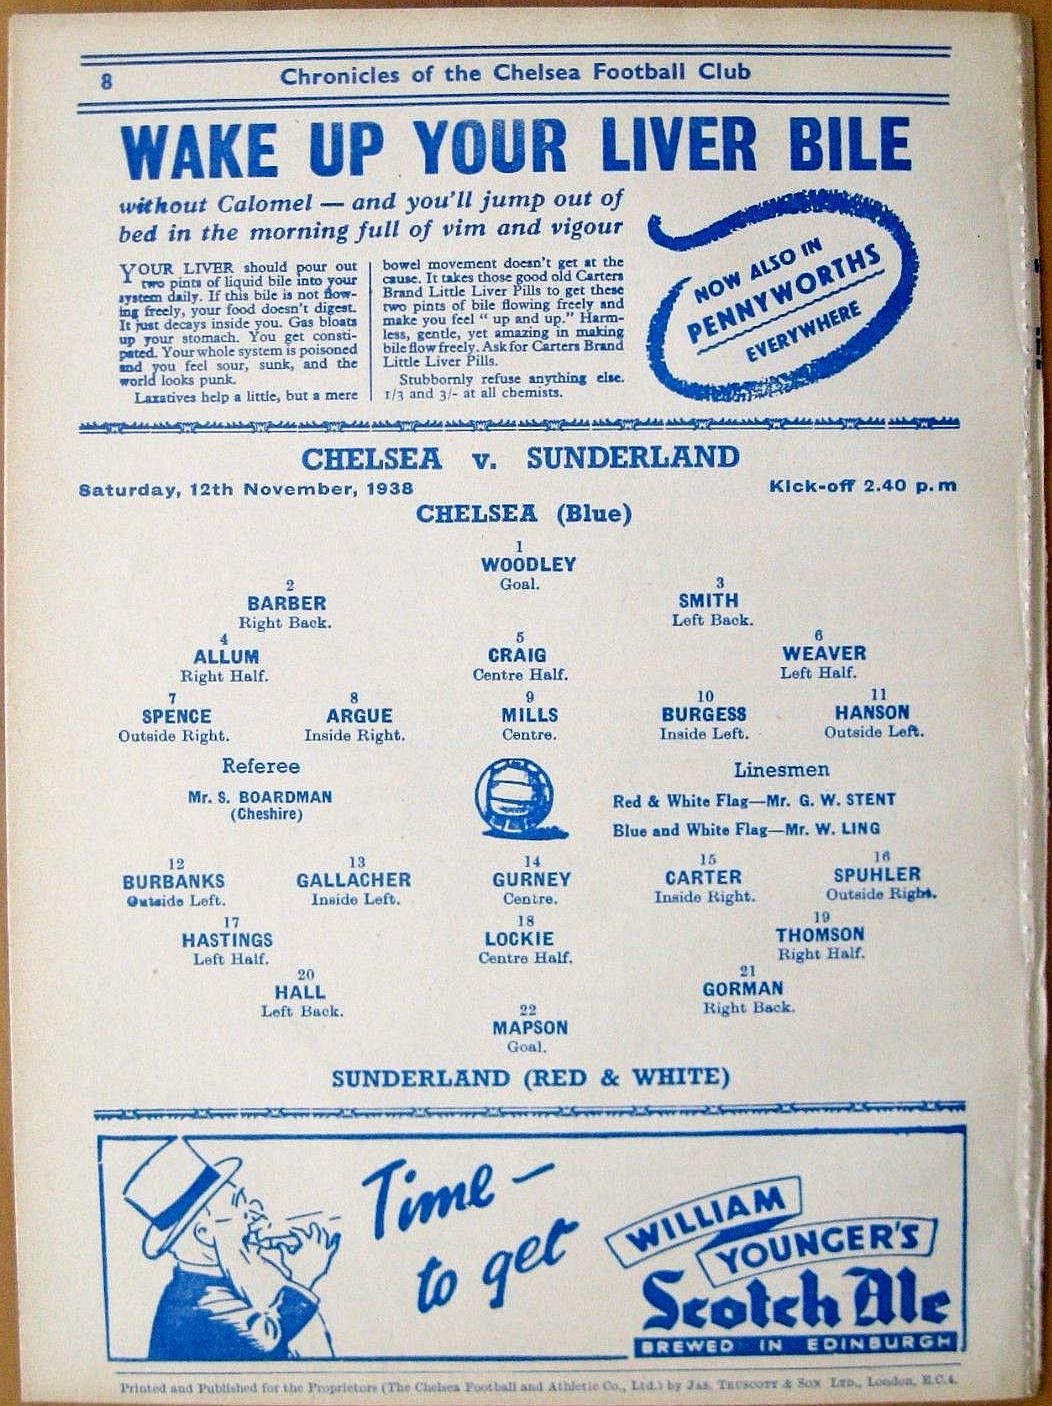 8
Chronicles of the Chelsea Football Club
WAKE UP YOUR LIVER BILE
without Calomel — and you'll jump out of
bed in the morning full of vim and vigour
YOUR LIVER should pour out
two pints of liquid bile into your
system daily. If this bile is not flow-
ing freely, your food doesn't digest.
It just decays inside you. Gas bloats
up your stomach. You get consti-
pated. Your whole system is poisoned
and you feel sour, sunk, and the
world looks punk.
Laxatives help a little, but a mere
bowel movement doesn't get at the
cause. It takes those good old Carters
Brand Little Liver Pills to get these
two pints of bile flowing freely and
make you feel "up and up." Harm-
less, gentle, yet amazing in making
bile flow freely. Ask for Carters Brand
Little Liver Pills.
Stubbornly refuse anything else.
1/3 and 3/- at all chemists.
NOW ALSO IN
PENNYWORTHS
EVERYWHERE
CHELSEA v. SUNDERLAND
Saturday, 12th November, 1938 Kick-off 2.40 p.m
CHELSEA (Blue)
1
WOODLEY
Goal.
2 3
BARBER SMITH
Right Back. Left Back.
4 5 6
ALLUM CRAIG WEAVER
Right Half. Centre Half. Left Half.
7 8 9 10 11
SPENCE ARGUE MILLS BURGESS HANSON
Outside Right. Inside Right. Centre. Inside Left. Outside Left.
Referee Linesmen
Mr. S. BOARDMAN Red & White Flag—Mr. G. W. STENT
(Cheshire)
Blue and White Flag—Mr. W. LING
12 13 14 15 16
BURBANKS GALLACHER GURNEY CARTER SPUHLER
Outside Left. Inside Left. Centre. Inside Right. Outside Right.
17 18 19
HASTINGS LOCKIE THOMSON
Left Half. Centre Half. Right Half.
20 21
HALL GORMAN
Left Back. Right Back.
22
MAPSON
Goal.
SUNDERLAND (RED & WHITE)
Time —
to get
WILLIAM
YOUNGER'S
Scotch Ale
BREWED IN EDINBURGH
Printed and Published for the Proprietors (The Chelsea Football and Athletic Co., Ltd.) by JAS. TRUSCOTT & SON LTD., London, E.C.4.